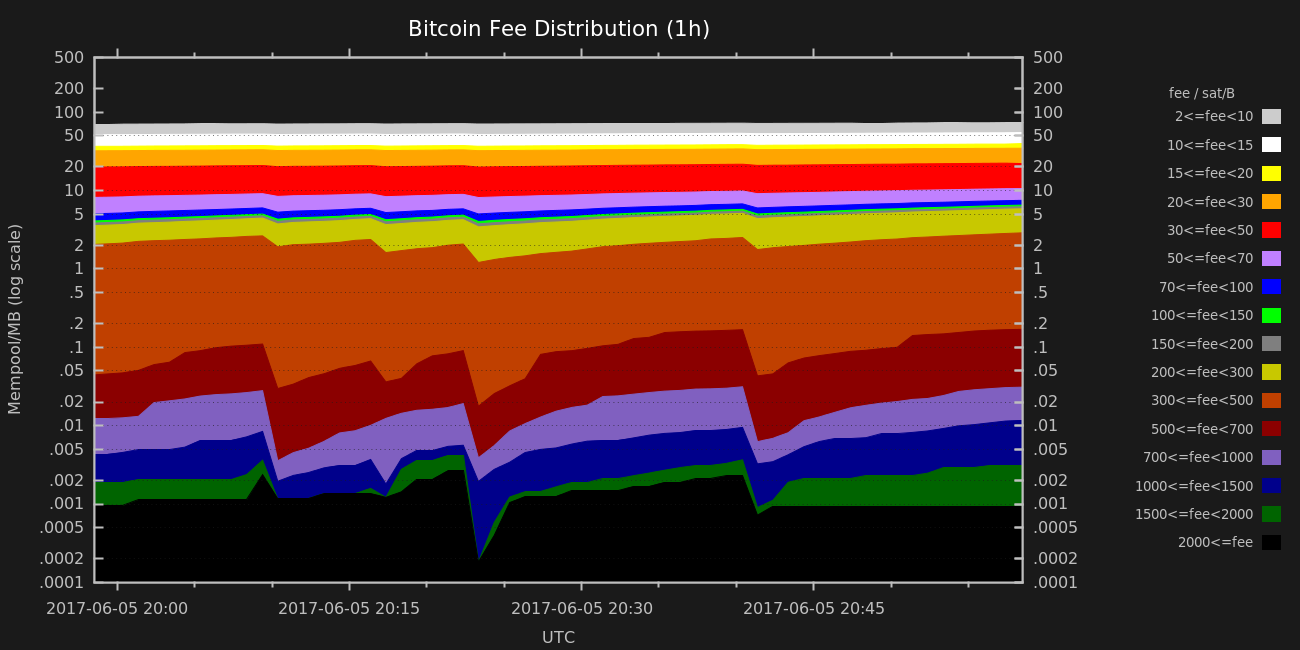 Bitcoin Fee Distribution (1h)
Mempool/MB (log scale)
500
200
100
50
20
10
5
2
1
.5
.2
.1
.05
.02
.01
.005
.002
.001
.0005
.0002
.0001
500
200
100
50
20
10
5
2
1
.5
.2
.1
.05
.02
.01
.005
.002
.001
.0005
.0002
.0001
2017-06-05 20:00
2017-06-05 20:15
2017-06-05 20:30
2017-06-05 20:45
UTC
fee / sat/B
2<=fee<10
10<=fee<15
15<=fee<20
20<=fee<30
30<=fee<50
50<=fee<70
70<=fee<100
100<=fee<150
150<=fee<200
200<=fee<300
300<=fee<500
500<=fee<700
700<=fee<1000
1000<=fee<1500
1500<=fee<2000
2000<=fee